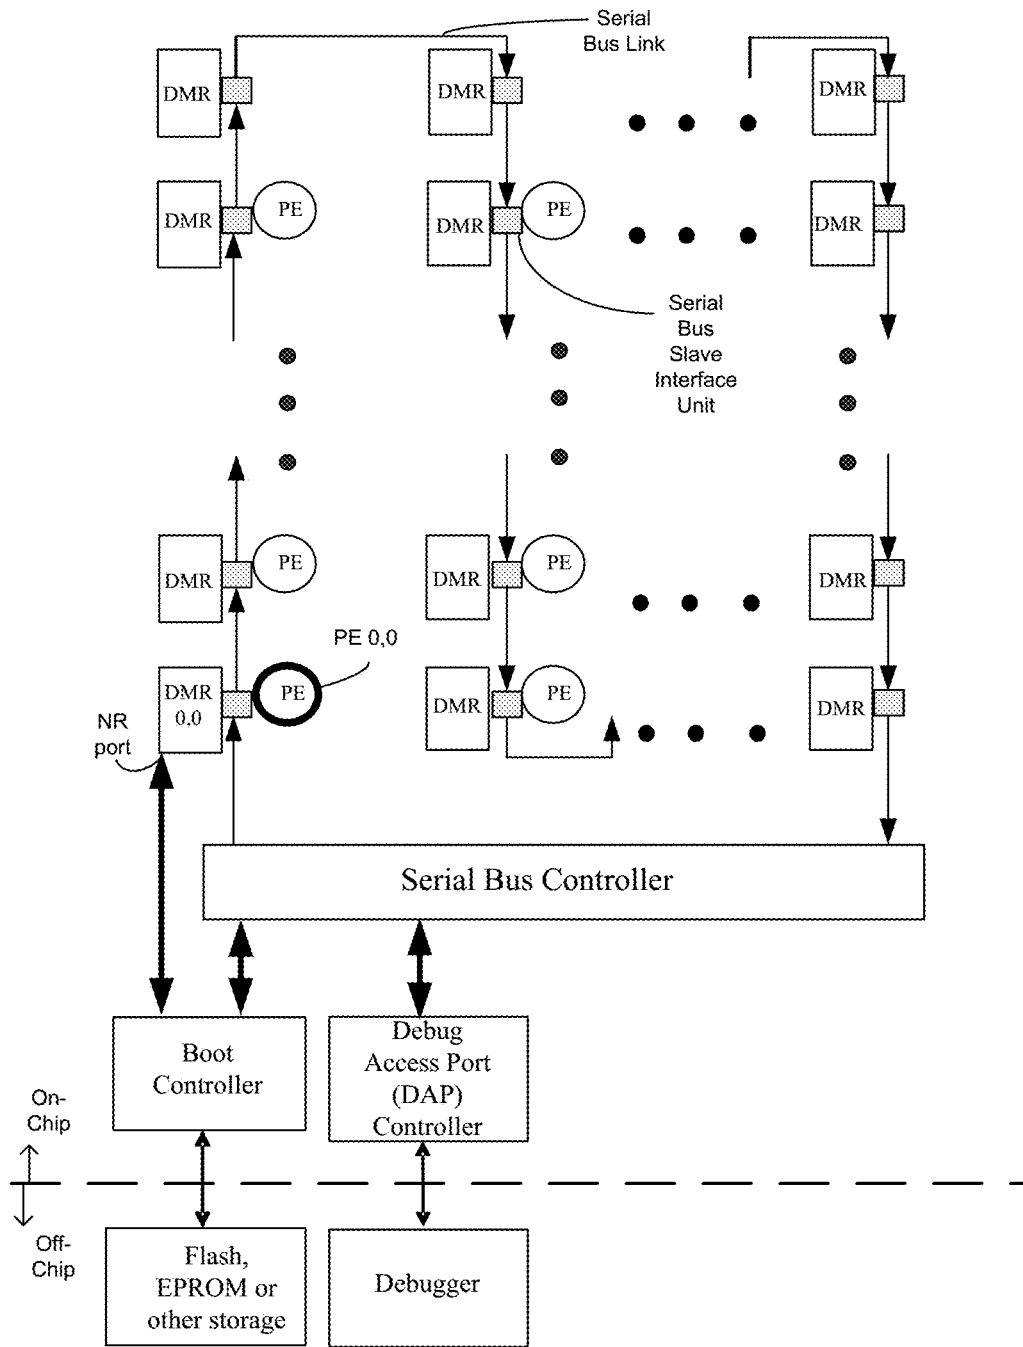 Serial
Bus Link
DMR
DMR
DMR
DMR
PE
DMR
PE
DMR
Serial
Bus
Slave
Interface
Unit
DMR
PE
DMR
PE
DMR
PE 0,0
DMR
0,0
PE
DMR
PE
DMR
NR
port
Serial Bus Controller
Boot
Controller
Debug
Access Port
(DAP)
Controller
On-
Chip
Off-
Chip
Flash,
EPROM or
other storage
Debugger